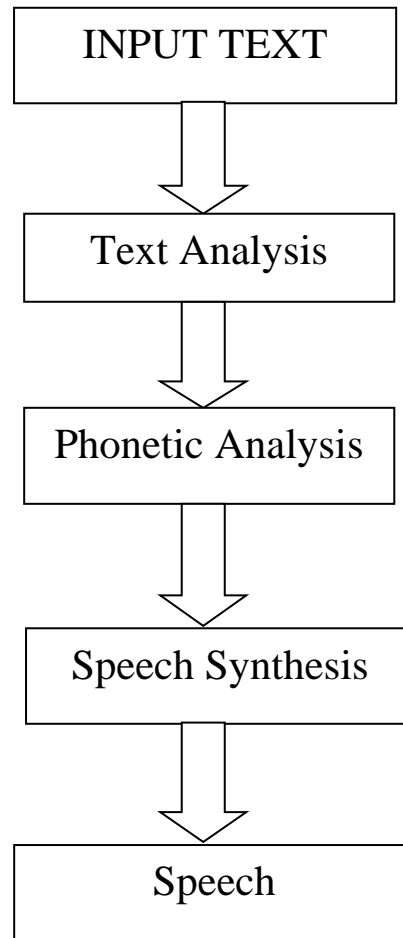 INPUT TEXT
Text Analysis
Phonetic Analysis
Speech Synthesis
Speech